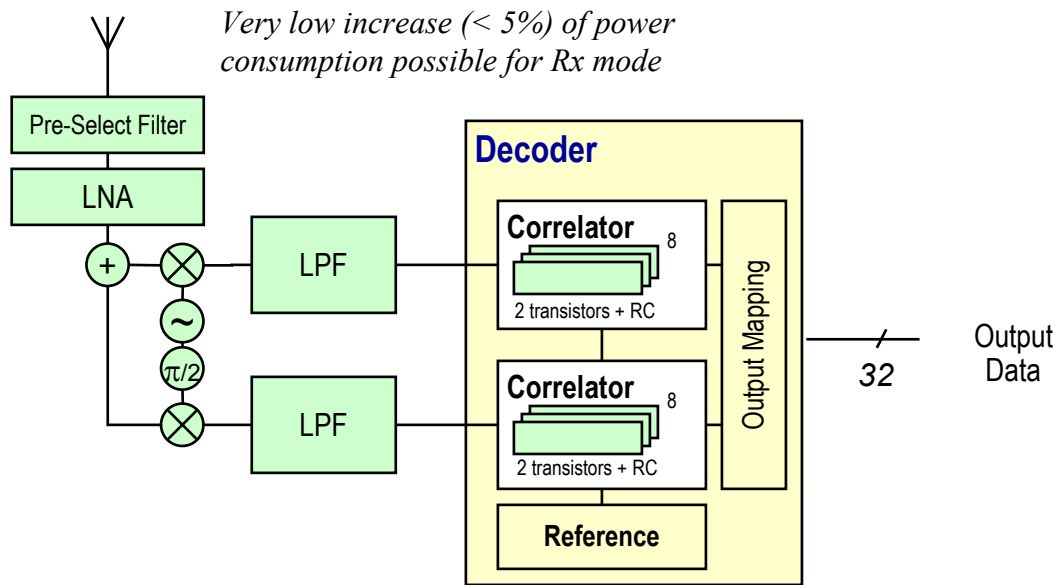 Very low increase (< 5%) of power
consumption possible for Rx mode
Pre-Select Filter
LNA
+
~
π/2
LPF
LPF
Decoder
Correlator
8
2 transistors + RC
Correlator
8
2 transistors + RC
Reference
Output Mapping
32
Output
Data